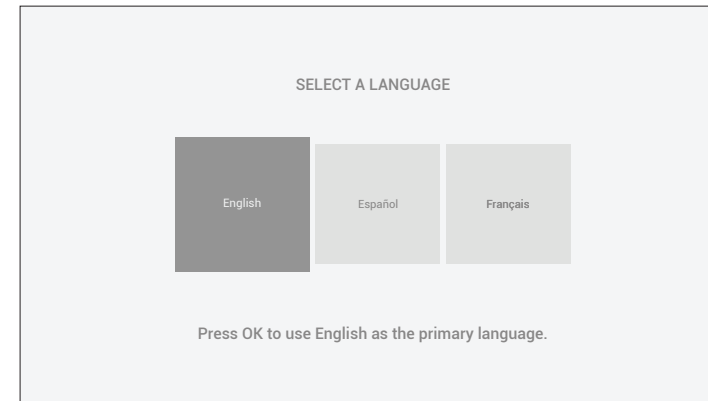 SELECT A LANGUAGE
English Español Français
Press OK to use English as the primary language.